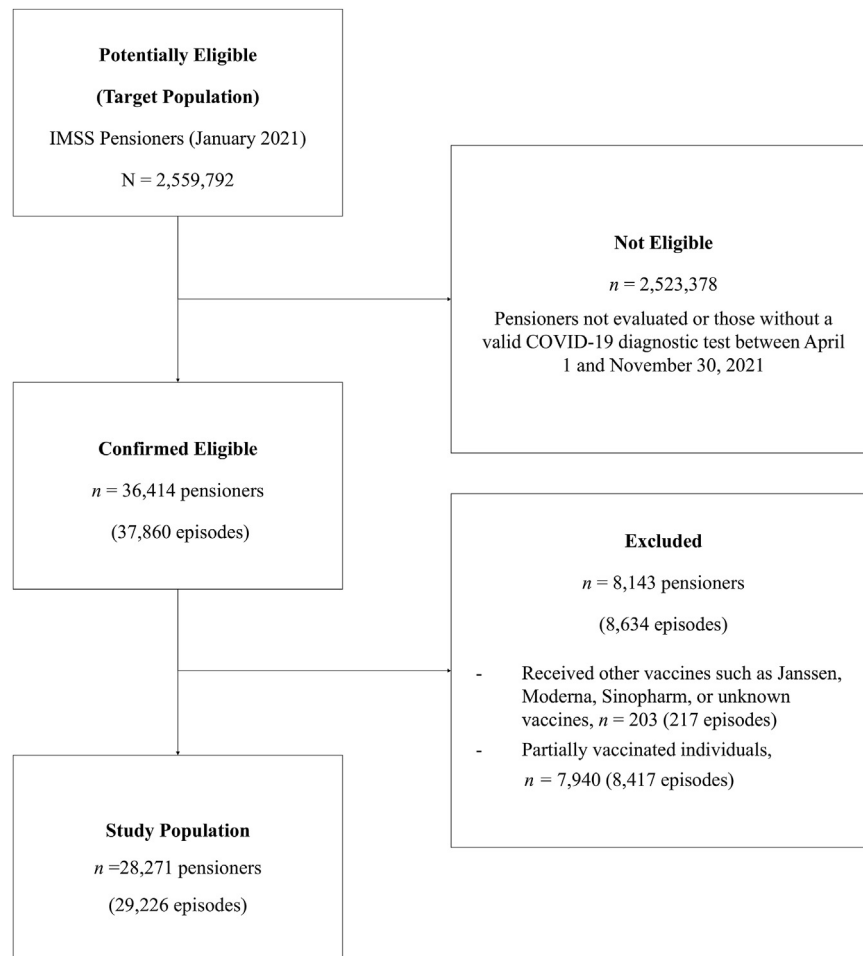 Potentially Eligible
(Target Population)
IMSS Pensioners (January 2021)
N = 2,559,792
Not Eligible
n = 2,523,378
Pensioners not evaluated or those without a
valid COVID-19 diagnostic test between April
1 and November 30, 2021
Confirmed Eligible
n = 36,414 pensioners
(37,860 episodes)
Excluded
n = 8,143 pensioners
(8,634 episodes)
- Received other vaccines such as Janssen,
Moderna, Sinopharm, or unknown
vaccines, n = 203 (217 episodes)
- Partially vaccinated individuals,
n = 7,940 (8,417 episodes)
Study Population
n =28,271 pensioners
(29,226 episodes)